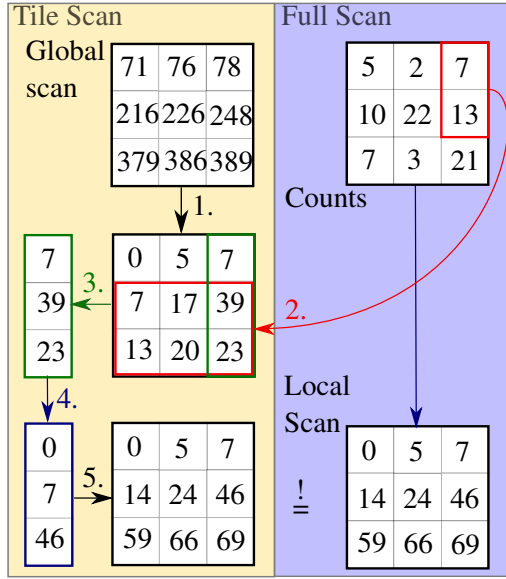 Tile Scan
Global
scan
71 76 78
216 226 248
379 386 389
1.
0 5 7
7 17 39
13 20 23
3.
7
39
23
4.
0
7
46
5.
0 5 7
14 24 46
59 66 69
Full Scan
5 2 7
10 22 13
7 3 21
Counts
2.
Local
Scan
0 5 7
14 24 46
59 66 69
!
=